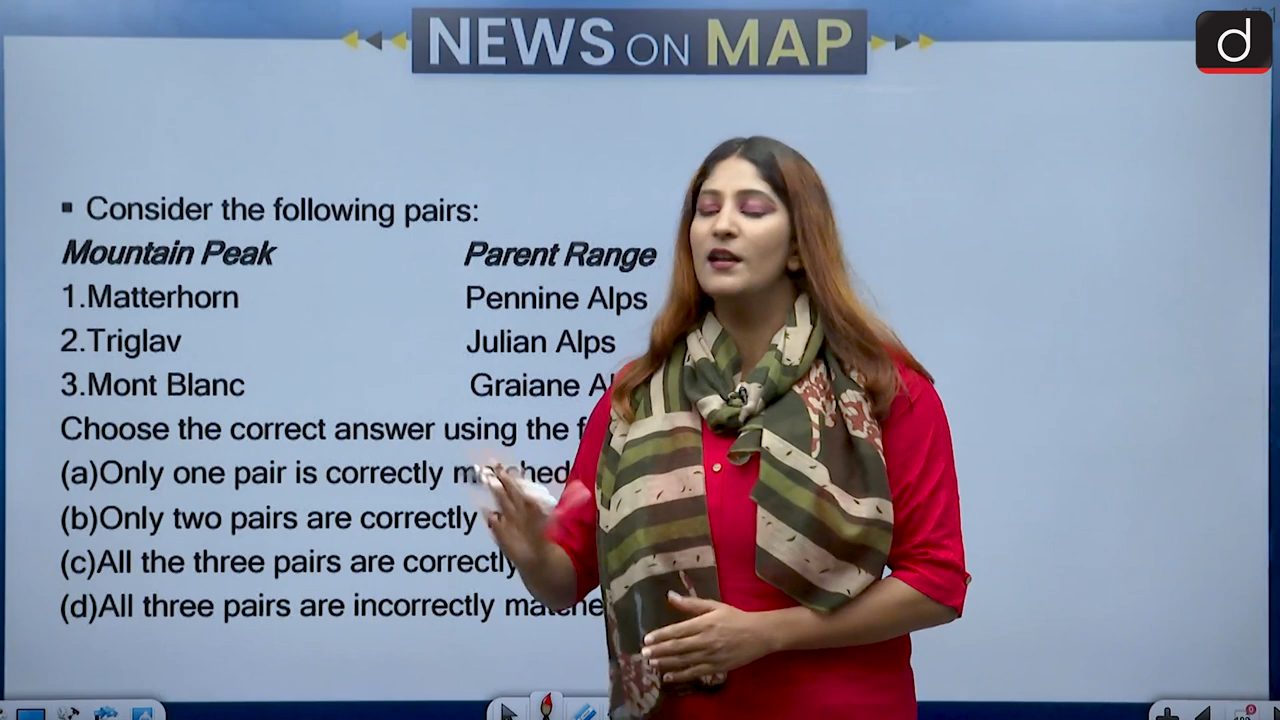 NEWS ON MAP
d
▪ Consider the following pairs:
Mountain Peak Parent Range
1.Matterhorn Pennine Alps
2.Triglav Julian Alps
3.Mont Blanc Graiane
Choose the correct answer using the
(a)Only one pair is correctly matched
(b)Only two pairs are correctly
(c)All the three pairs are correctly
(d)All three pairs are incorrectly